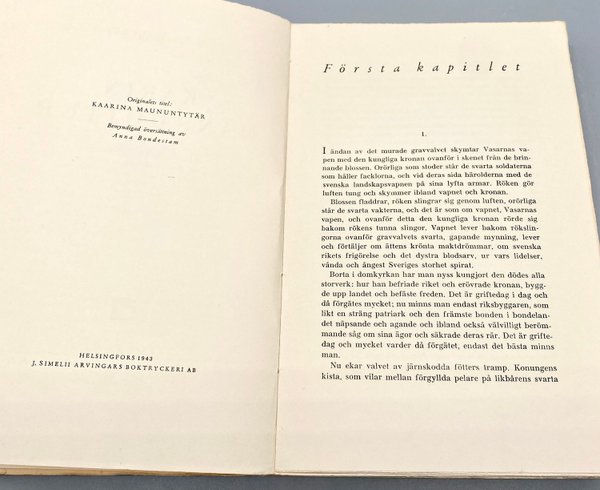 Originalets titel:
KAARINA MAUNUNTYTÄR
Bemyndigad översättning av
Anna Bondestam
HELSINGFORS 1943
J. SIMELII ARVINGARS BOKTRYCKERI AB
Första kapitlet
1.
I ändan av det murade gravvalvet skymtar Vasarnas va-
pen med den kungliga kronan ovanför i skenet från de brin-
nande blossen. Orörliga som stoder står de svarta soldaterna
som håller facklorna, och vid deras sida härolderna med de
svenska landskapsvapnen på sina lyfta armar. Röken gör
luften tung och skymmer ibland vapnet och kronan.
Blossen fladdrar, röken slingrar sig genom luften, orörliga
står de svarta vakterna, och det är som om vapnet, Vasarnas
vapen, och ovanför detta den kungliga kronan rörde sig
bakom rökens tunna slingor. Vapnet lever bakom rökslin-
gorna ovanför gravvalvets svarta, gapande mynning, lever
och förtäljer om ättens krönta maktdrömmar, om svenska
rikets frigörelse och det dystra blodsarv, ur vars lidelser,
vånda och ångest Sveriges storhet spirat.
Borta i domkyrkan har man nyss kungjort den dödes alla
storverk: hur han befriade riket och erövrade kronan, bygg-
de upp landet och befäste freden. Det är griftedag i dag och
då förgätes mycket; nu minns man endast riksbyggaren, som
likt en sträng patriark och den främste bonden i bondelan-
det näpsande och agande och ibland också välvilligt beröm-
mande såg om sina ägor och säkrade deras rår. Det är grifte-
dag och mycket varder då förgätet, endast det bästa minns
man.
Nu ekar valvet av järnskodda fötters tramp. Konungens
kista, som vilar mellan förgyllda pelare på likbårens svarta